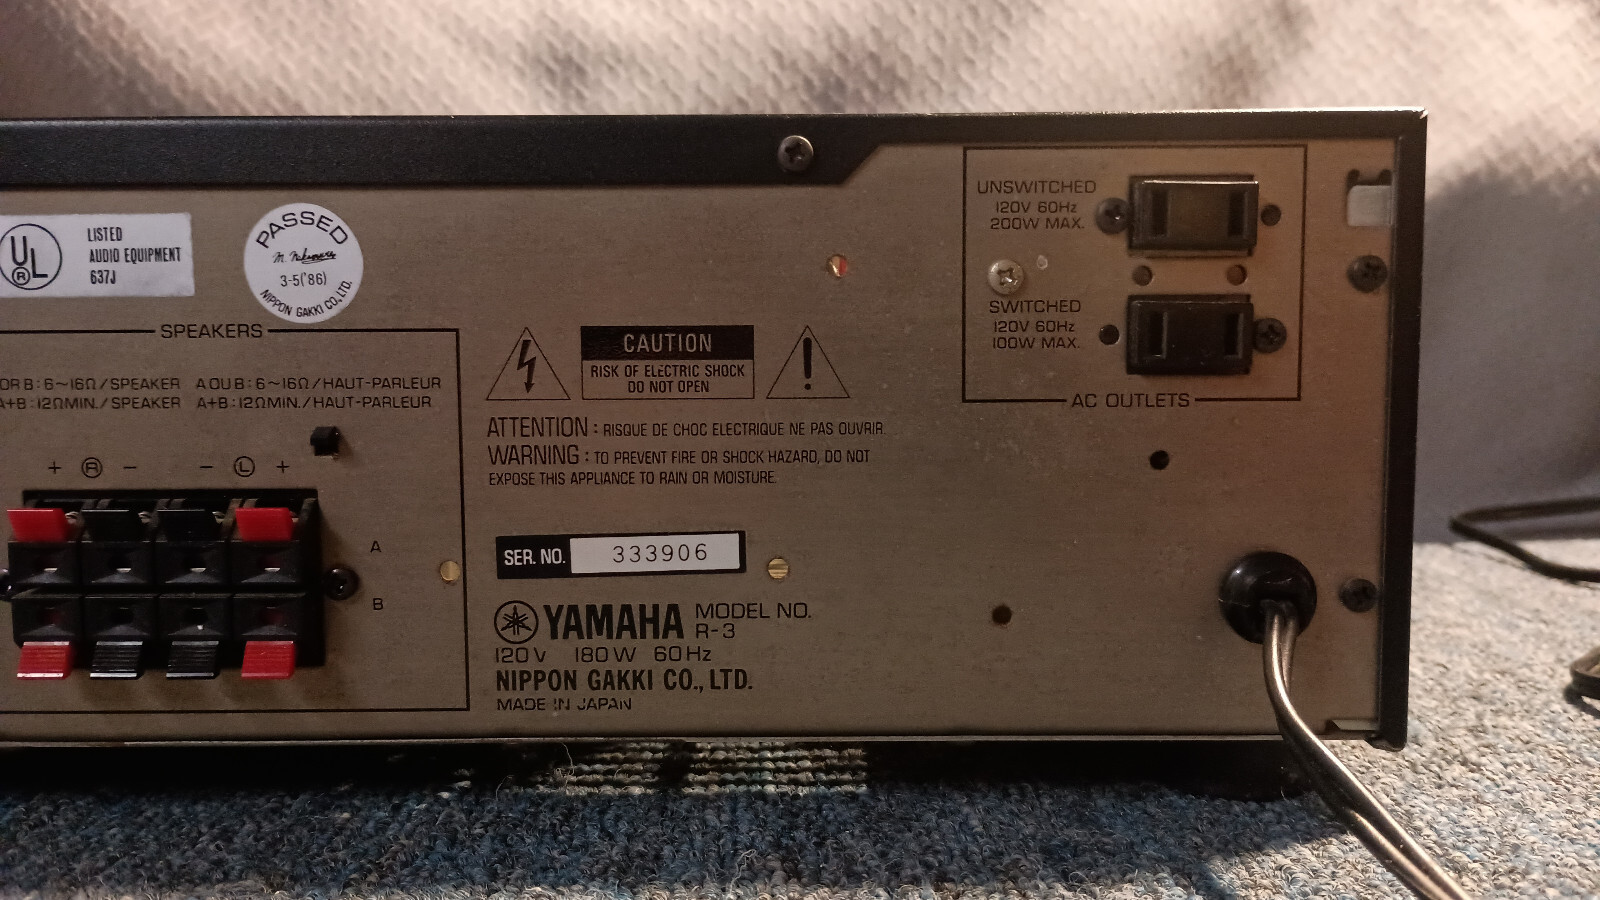 UL
®
LISTED
AUDIO EQUIPMENT
637J
PASSED
3-5('86)
NIPPON GAKKI CO., LTD.
SPEAKERS
OR B : 6~16Ω/SPEAKER A OU B : 6~16Ω/HAUT-PARLEUR
A+B : 12ΩMIN./SPEAKER A+B : 12ΩMIN./HAUT-PARLEUR
+ R − − L +
A
B
CAUTION
RISK OF ELECTRIC SHOCK
DO NOT OPEN
ATTENTION : RISQUE DE CHOC ELECTRIQUE NE PAS OUVRIR.
WARNING : TO PREVENT FIRE OR SHOCK HAZARD, DO NOT
EXPOSE THIS APPLIANCE TO RAIN OR MOISTURE.
SER. NO. 333906
YAMAHA MODEL NO.
R-3
120V 180W 60Hz
NIPPON GAKKI CO., LTD.
MADE IN JAPAN
UNSWITCHED
120V 60Hz
200W MAX.
SWITCHED
120V 60Hz
100W MAX.
AC OUTLETS